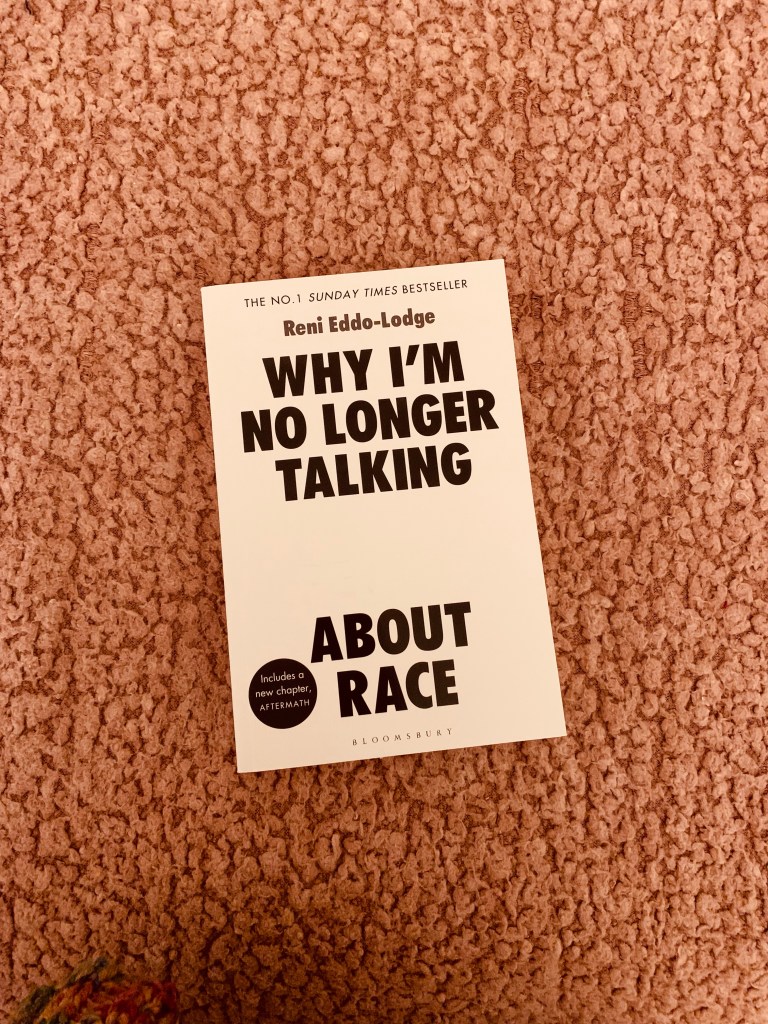 THE NO.1 SUNDAY TIMES BESTSELLER
Reni Eddo-Lodge
WHY I’M
NO LONGER
TALKING
ABOUT
RACE
Includes a
new chapter,
AFTERMATH
BLOOMSBURY